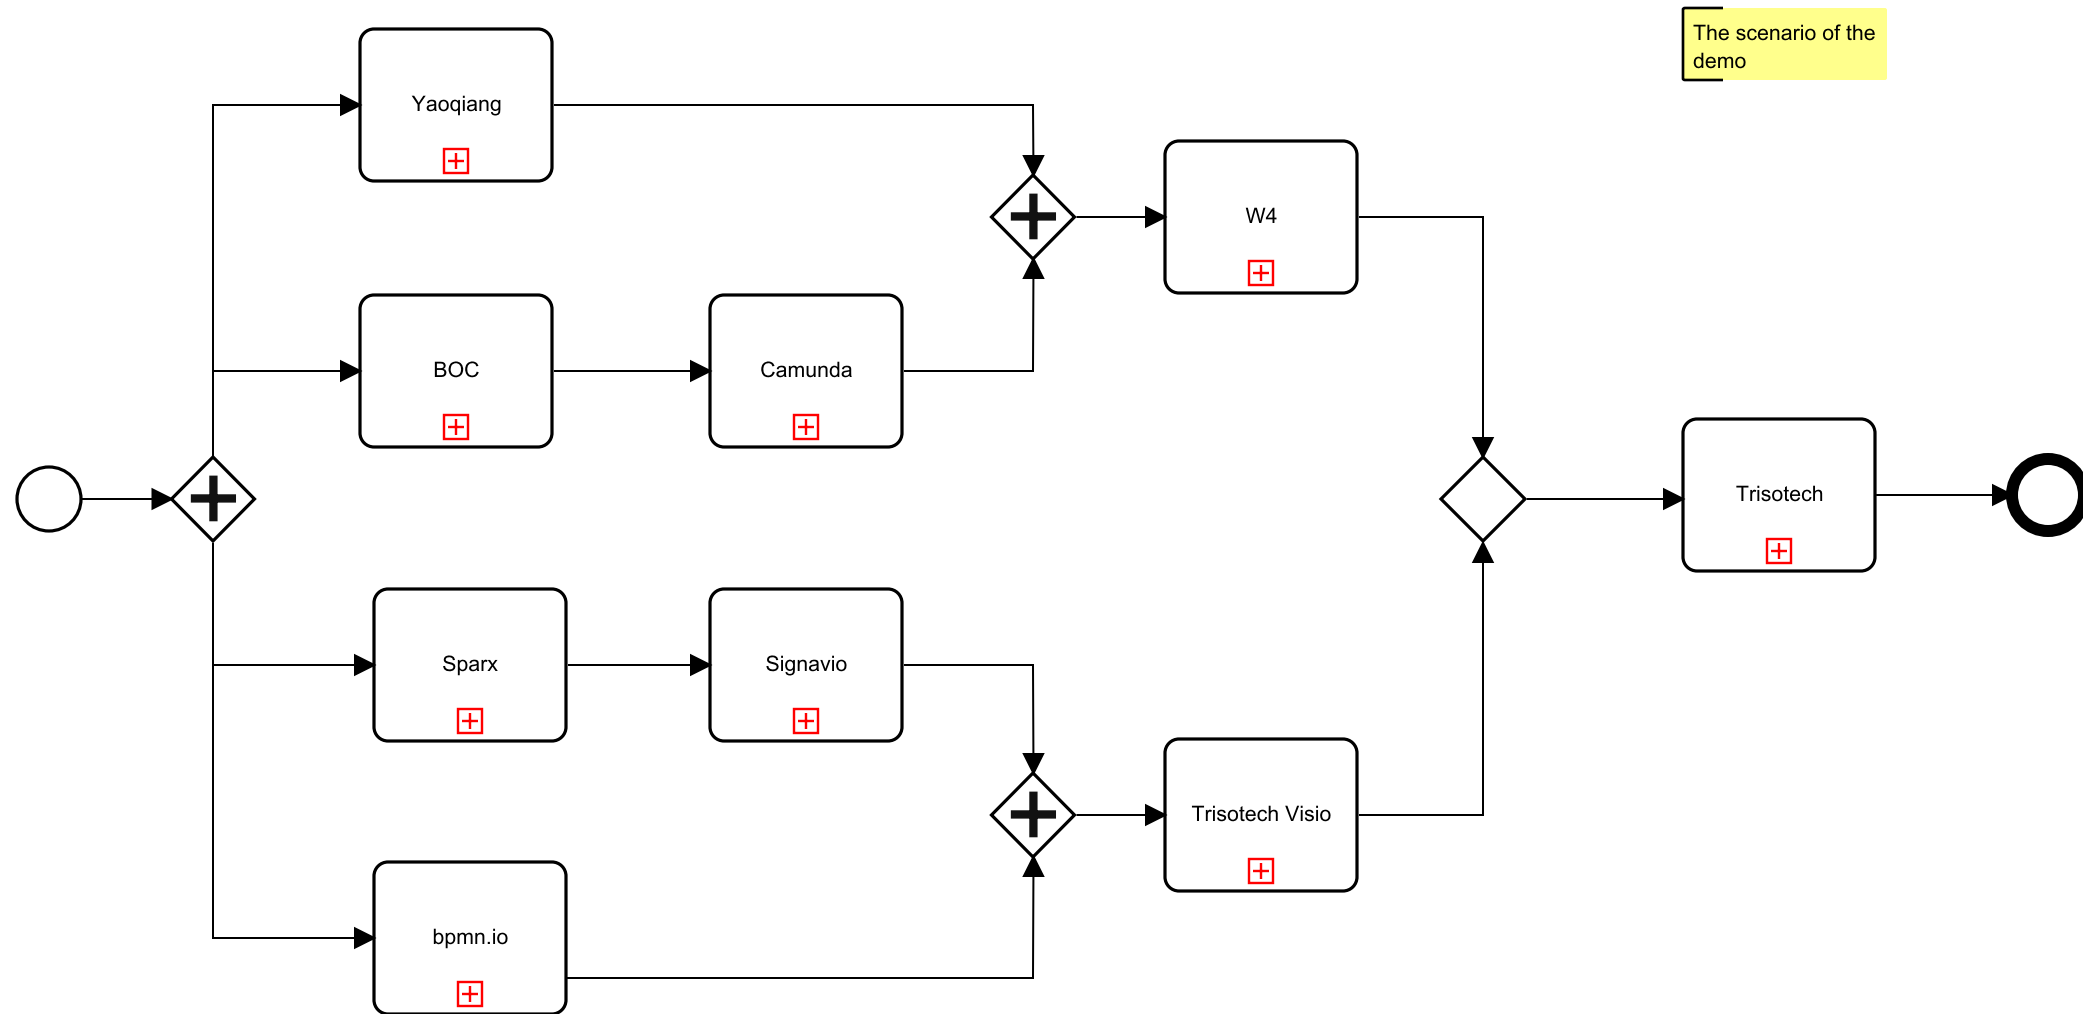 The scenario of the
demo
Yaoqiang
W4
BOC
Camunda
Trisotech
Sparx
Signavio
Trisotech Visio
bpmn.io